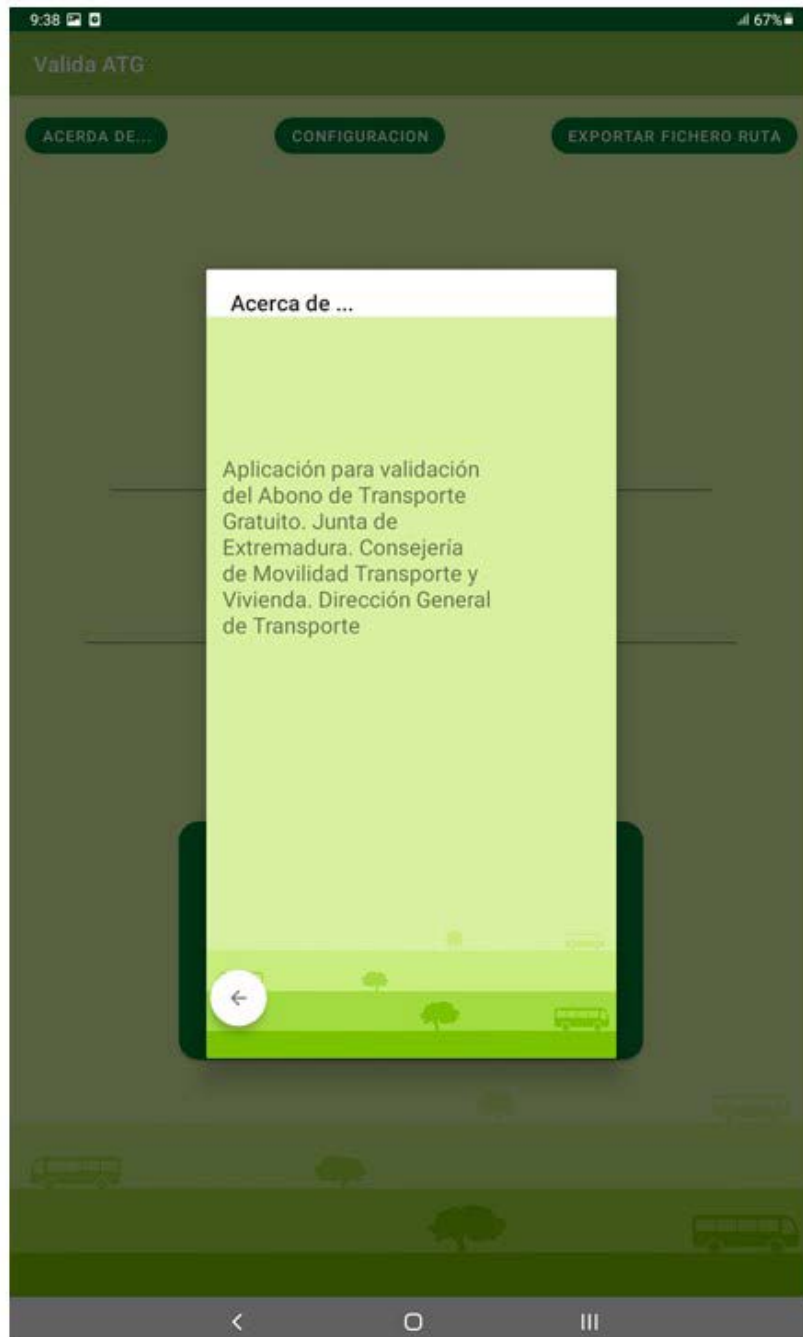 9:38
67%
Valida ATG
ACERDA DE...
CONFIGURACION
EXPORTAR FICHERO RUTA
Acerca de ...
Aplicación para validación
del Abono de Transporte
Gratuito. Junta de
Extremadura. Consejería
de Movilidad Transporte y
Vivienda. Dirección General
de Transporte